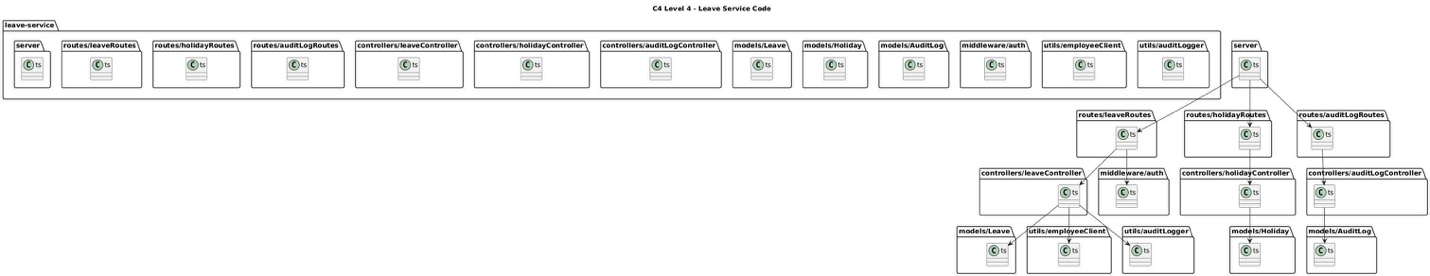 C4 Level 4 - Leave Service Code
leave-service
server
routes/leaveRoutes
routes/holidayRoutes
routes/auditLogRoutes
controllers/leaveController
controllers/holidayController
controllers/auditLogController
models/Leave
models/Holiday
models/AuditLog
middleware/auth
utils/employeeClient
utils/auditLogger
server
C ts
C ts
C ts
C ts
C ts
C ts
C ts
C ts
C ts
C ts
C ts
C ts
C ts
C ts
routes/leaveRoutes
routes/holidayRoutes
routes/auditLogRoutes
C ts
C ts
C ts
controllers/leaveController
middleware/auth
controllers/holidayController
controllers/auditLogController
C ts
C ts
C ts
C ts
models/Leave
utils/employeeClient
utils/auditLogger
models/Holiday
models/AuditLog
C ts
C ts
C ts
C ts
C ts